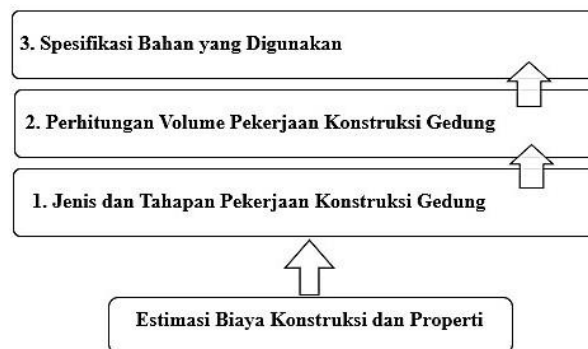 3. Spesifikasi Bahan yang Digunakan
2. Perhitungan Volume Pekerjaan Konstruksi Gedung
1. Jenis dan Tahapan Pekerjaan Konstruksi Gedung
Estimasi Biaya Konstruksi dan Properti